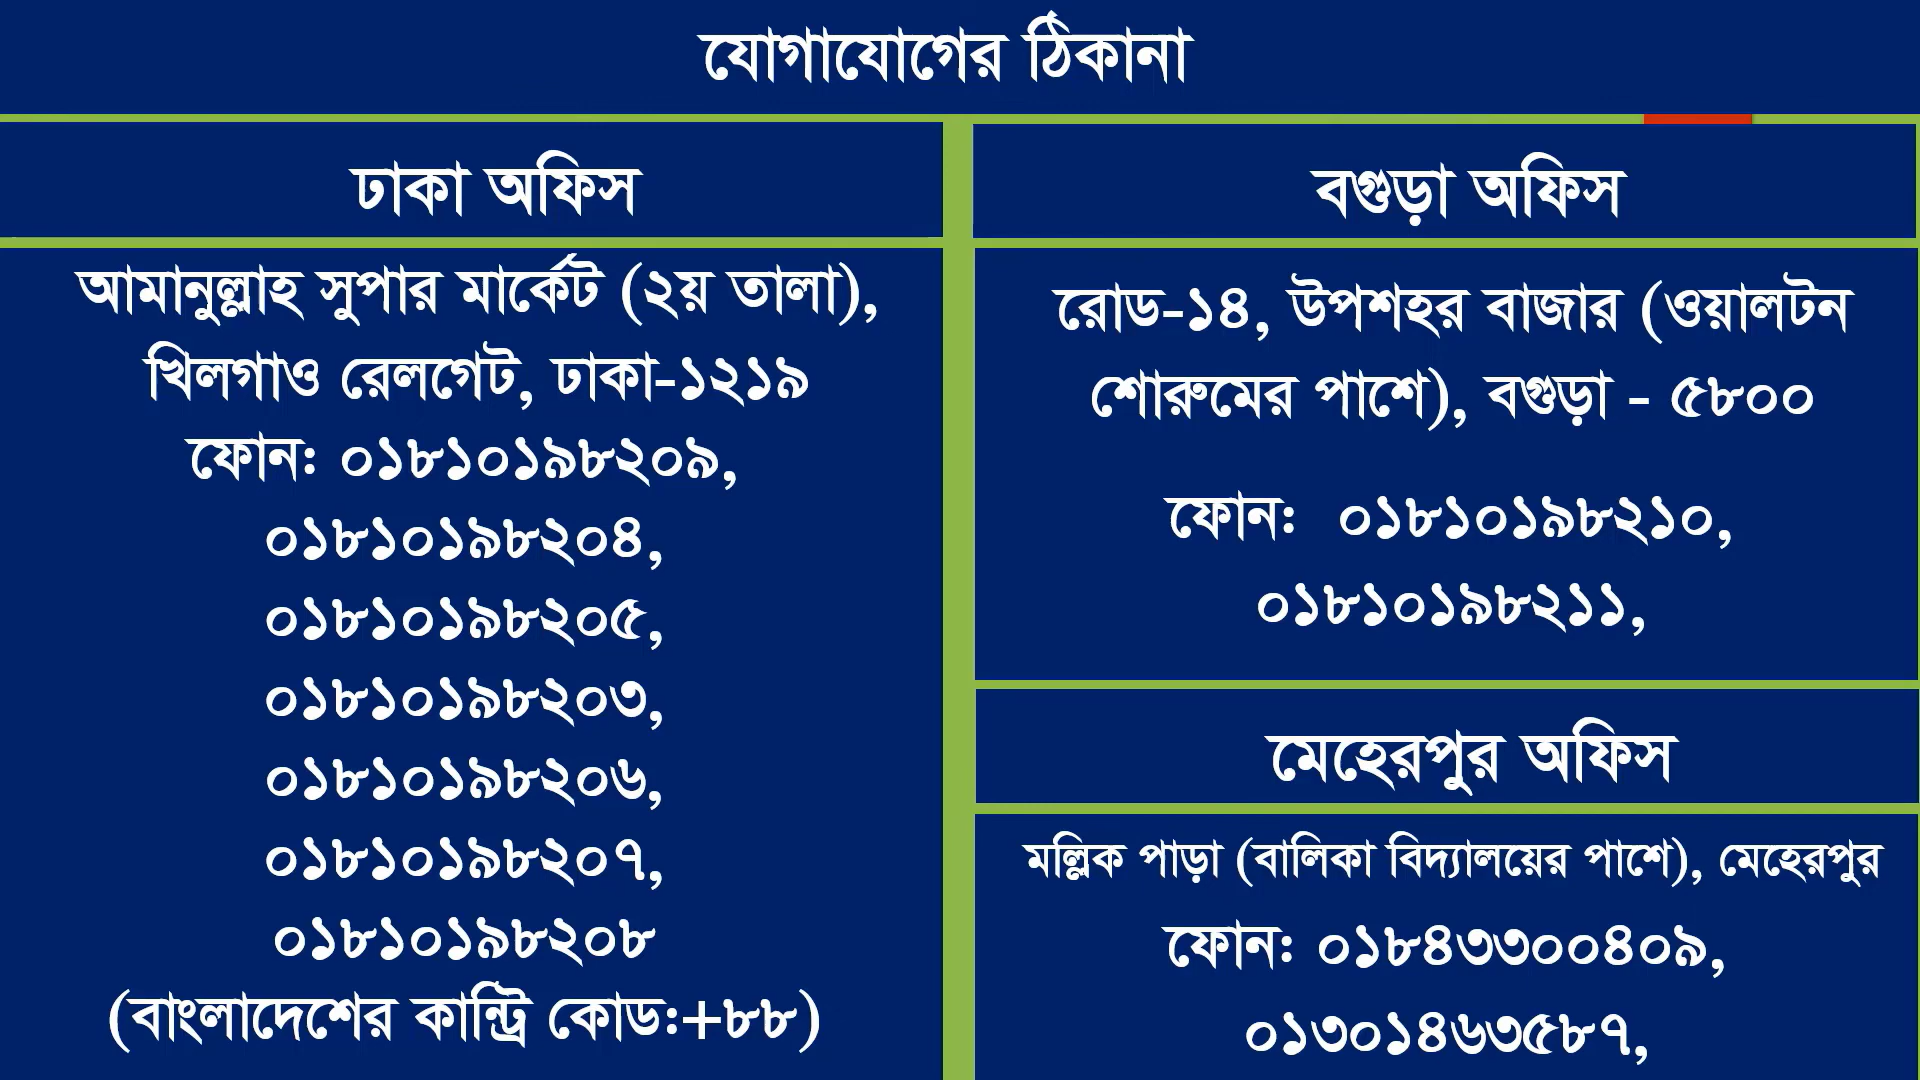 যোগাযোগের ঠিকানা
ঢাকা অফিস
আমানুল্লাহ সুপার মার্কেট (২য় তালা),
খিলগাও রেলগেট, ঢাকা-১২১৯
ফোনঃ ০১৮১০১৯৮২০৯,
০১৮১০১৯৮২০৪,
০১৮১০১৯৮২০৫,
০১৮১০১৯৮২০৩,
০১৮১০১৯৮২০৬,
০১৮১০১৯৮২০৭,
০১৮১০১৯৮২০৮
(বাংলাদেশের কান্ট্রি কোডঃ+৮৮)
বগুড়া অফিস
রোড-১৪, উপশহর বাজার (ওয়ালটন
শোরুমের পাশে), বগুড়া - ৫৮০০
ফোনঃ ০১৮১০১৯৮২১০,
০১৮১০১৯৮২১১,
মেহেরপুর অফিস
মল্লিক পাড়া (বালিকা বিদ্যালয়ের পাশে), মেহেরপুর
ফোনঃ ০১৮৪৩৩০০৪০৯,
০১৩০১৪৬৩৫৮৭,